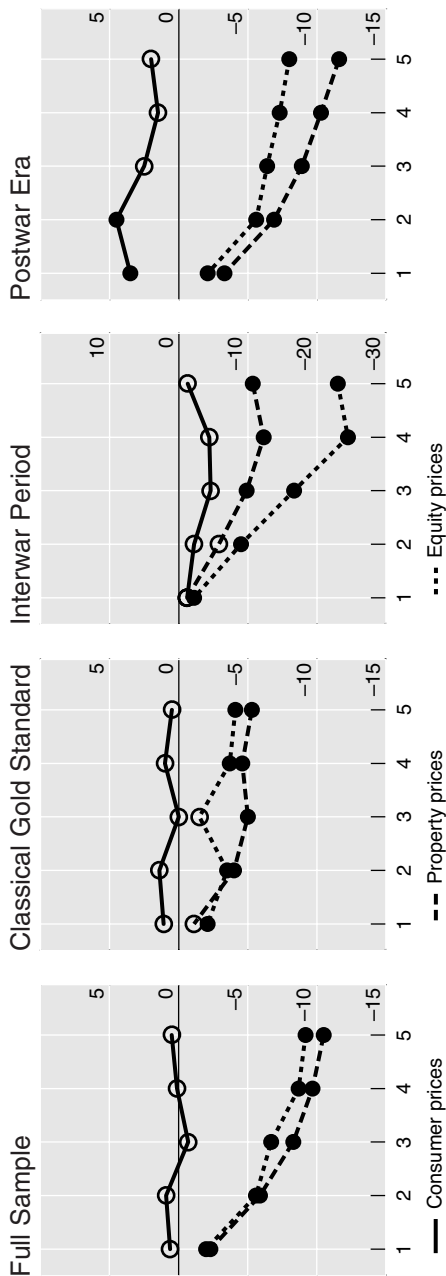 Full Sample
5
0
−5
−10
−15
1 2 3 4 5
Classical Gold Standard
5
0
−5
−10
−15
1 2 3 4 5
Interwar Period
10
0
−10
−20
−30
1 2 3 4 5
Postwar Era
5
0
−5
−10
−15
1 2 3 4 5
Consumer prices Property prices Equity prices